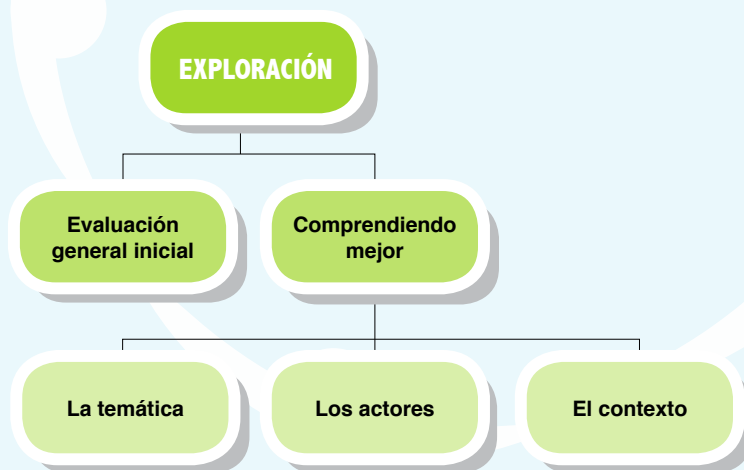 EXPLORACIÓN
Evaluación
general inicial
Comprendiendo
mejor
La temática
Los actores
El contexto